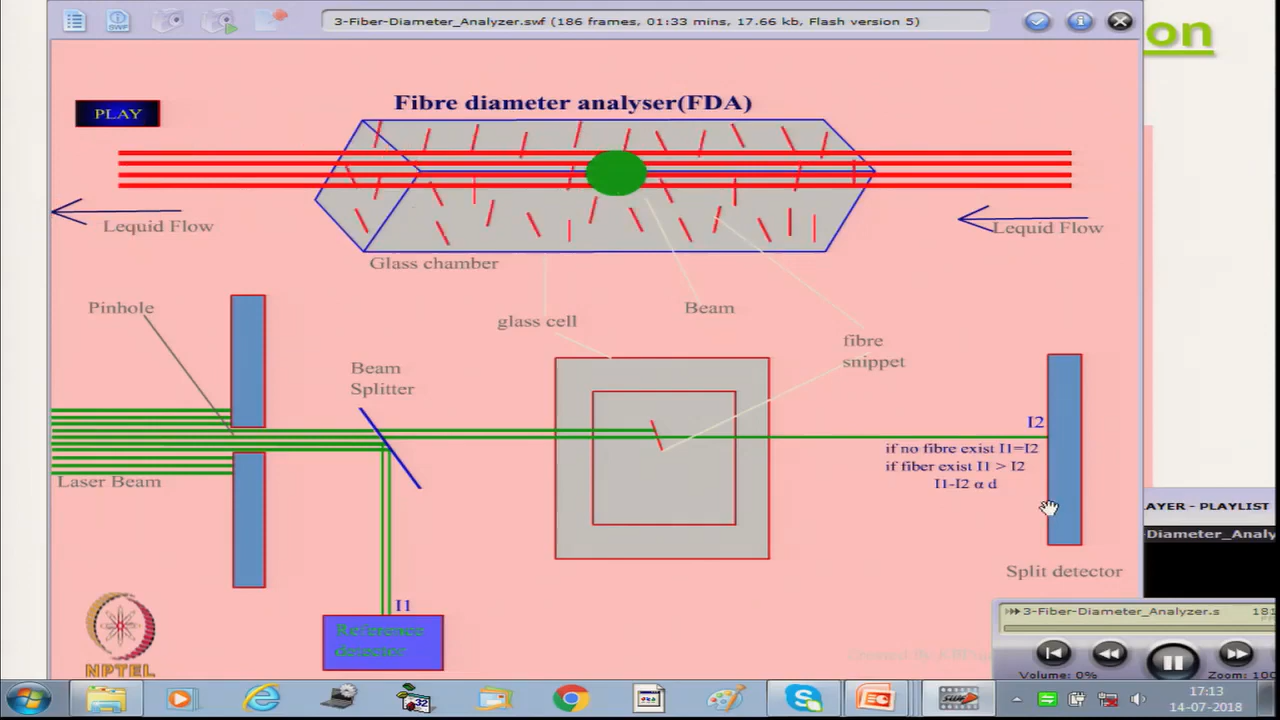 3-Fiber-Diameter_Analyzer.swf (186 frames, 01:33 mins, 17.66 kb, Flash version 5)
on
PLAY
Fibre diameter analyser(FDA)
Lequid Flow
Lequid Flow
Glass chamber
Pinhole
Beam
glass cell
fibre
snippet
Beam
Splitter
I2
if no fibre exist I1=I2
if fiber exist I1 > I2
I1-I2 α d
Laser Beam
AYER - PLAYLIST
-Diameter_Analy
Split detector
I1
Reference
detector
NPTEL
3-Fiber-Diameter_Analyzer.s
181
Volume: 0%
Zoom: 100
17:13
14-07-2018